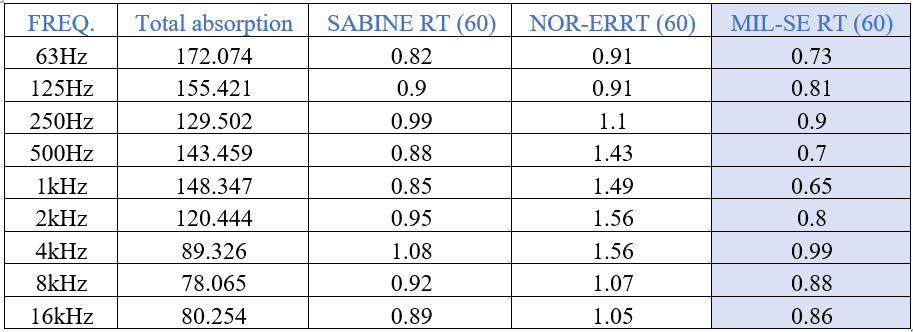 FREQ. Total absorption SABINE RT (60) NOR-ERRT (60) MIL-SE RT (60)
63Hz 172.074 0.82 0.91 0.73
125Hz 155.421 0.9 0.91 0.81
250Hz 129.502 0.99 1.1 0.9
500Hz 143.459 0.88 1.43 0.7
1kHz 148.347 0.85 1.49 0.65
2kHz 120.444 0.95 1.56 0.8
4kHz 89.326 1.08 1.56 0.99
8kHz 78.065 0.92 1.07 0.88
16kHz 80.254 0.89 1.05 0.86